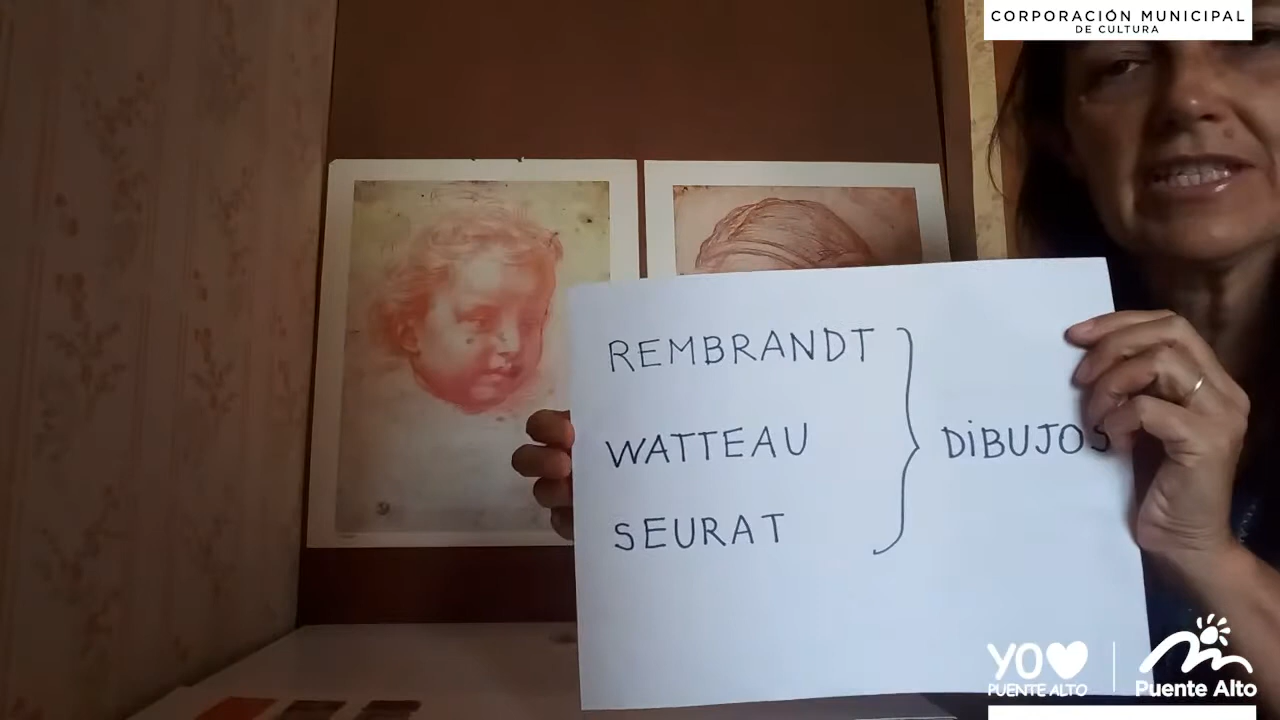 CORPORACIÓN MUNICIPAL
DE CULTURA
REMBRANDT
WATTEAU
SEURAT
DIBUJOS
YO
PUENTE ALTO
Puente Alto